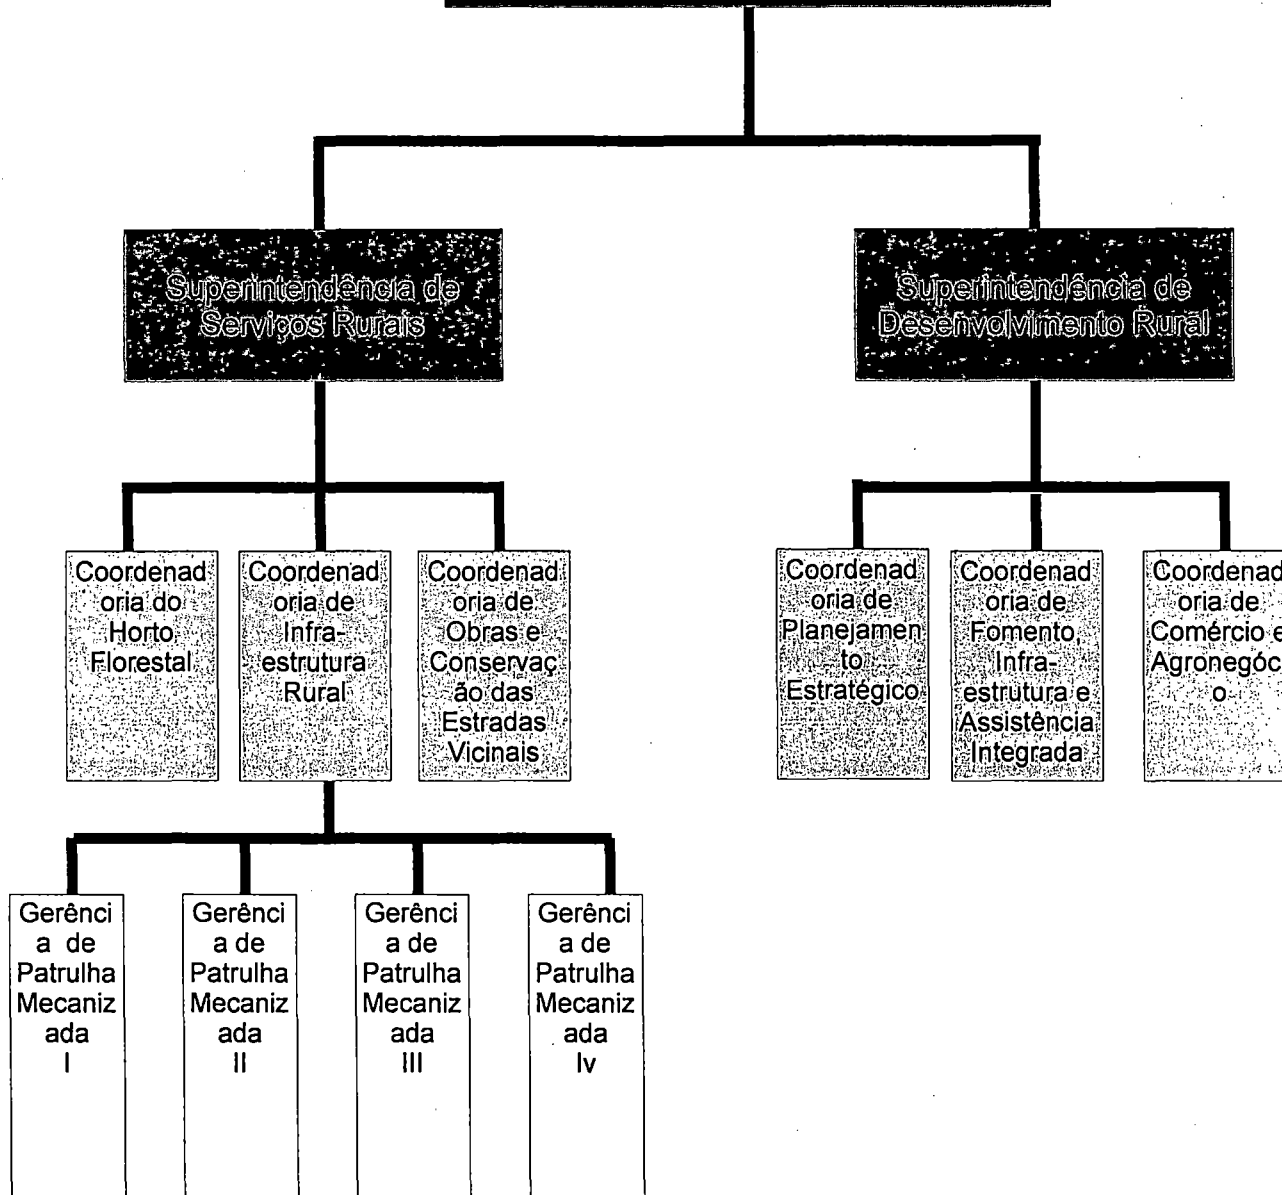 Superintendência de
Serviços Rurais
Superintendência de
Desenvolvimento Rural
Coordenad
oria do
Horto
Florestal
Coordenad
oria de
Infra-
estrutura
Rural
Coordenad
oria de
Obras e
Conservaç
ão das
Estradas
Vicinais
Coordenad
oria de
Planejamen
to
Estratégico
Coordenad
oria de
Fomento,
Infra-
estrutura e
Assistência
Integrada
Coordenad
oria de
Comércio e
Agronegóci
o
Gerênci
a de
Patrulha
Mecaniz
ada
I
Gerênci
a de
Patrulha
Mecaniz
ada
II
Gerênci
a de
Patrulha
Mecaniz
ada
III
Gerênci
a de
Patrulha
Mecaniz
ada
Iv